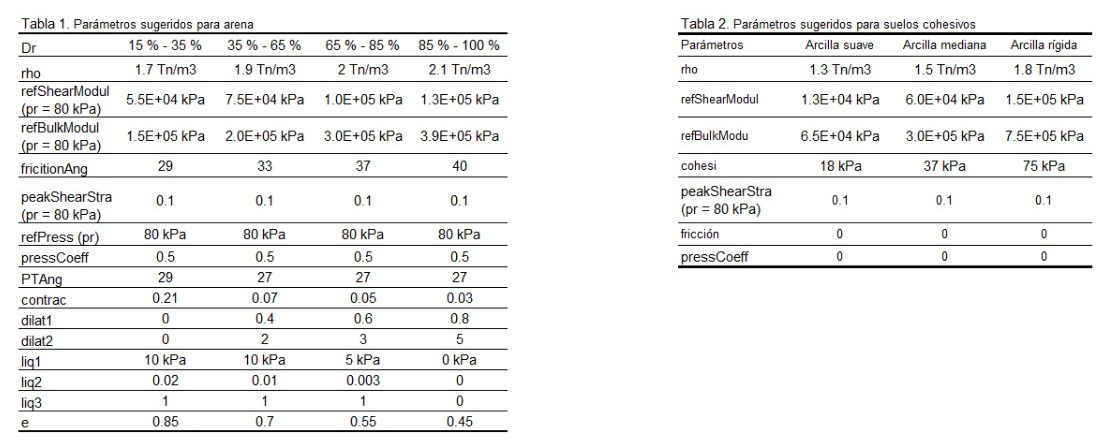 Tabla 1. Parámetros sugeridos para arena
Dr 15 % - 35 % 35 % - 65 % 65 % - 85 % 85 % - 100 %
rho 1.7 Tn/m3 1.9 Tn/m3 2 Tn/m3 2.1 Tn/m3
refShearModul
(pr = 80 kPa) 5.5E+04 kPa 7.5E+04 kPa 1.0E+05 kPa 1.3E+05 kPa
refBulkModul
(pr = 80 kPa) 1.5E+05 kPa 2.0E+05 kPa 3.0E+05 kPa 3.9E+05 kPa
fricitionAng 29 33 37 40
peakShearStra
(pr = 80 kPa) 0.1 0.1 0.1 0.1
refPress (pr) 80 kPa 80 kPa 80 kPa 80 kPa
pressCoeff 0.5 0.5 0.5 0.5
PTAng 29 27 27 27
contrac 0.21 0.07 0.05 0.03
dilat1 0 0.4 0.6 0.8
dilat2 0 2 3 5
liq1 10 kPa 10 kPa 5 kPa 0 kPa
liq2 0.02 0.01 0.003 0
liq3 1 1 1 0
e 0.85 0.7 0.55 0.45
Tabla 2. Parámetros sugeridos para suelos cohesivos
Parámetros Arcilla suave Arcilla mediana Arcilla rígida
rho 1.3 Tn/m3 1.5 Tn/m3 1.8 Tn/m3
refShearModul 1.3E+04 kPa 6.0E+04 kPa 1.5E+05 kPa
refBulkModu 6.5E+04 kPa 3.0E+05 kPa 7.5E+05 kPa
cohesi 18 kPa 37 kPa 75 kPa
peakShearStra
(pr = 80 kPa) 0.1 0.1 0.1
fricción 0 0 0
pressCoeff 0 0 0